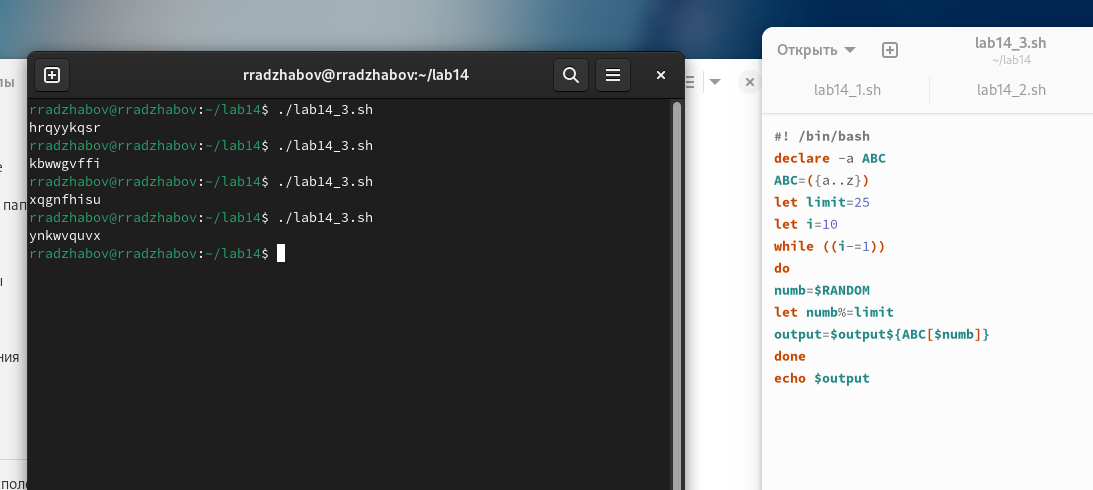 rradzhabov@rradzhabov:~/lab14
rradzhabov@rradzhabov:~/lab14$ ./lab14_3.sh
hrqyykqsr
rradzhabov@rradzhabov:~/lab14$ ./lab14_3.sh
kbwwgvffi
rradzhabov@rradzhabov:~/lab14$ ./lab14_3.sh
xqgnfhisu
rradzhabov@rradzhabov:~/lab14$ ./lab14_3.sh
ynkwvquvx
rradzhabov@rradzhabov:~/lab14$
Открыть
lab14_3.sh
~/lab14
lab14_1.sh
lab14_2.sh
#! /bin/bash
declare -a ABC
ABC=({a..z})
let limit=25
let i=10
while ((i-=1))
do
numb=$RANDOM
let numb%=limit
output=$output${ABC[$numb]}
done
echo $output